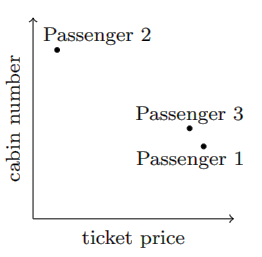 Passenger 2
Passenger 3
Passenger 1
cabin number
ticket price